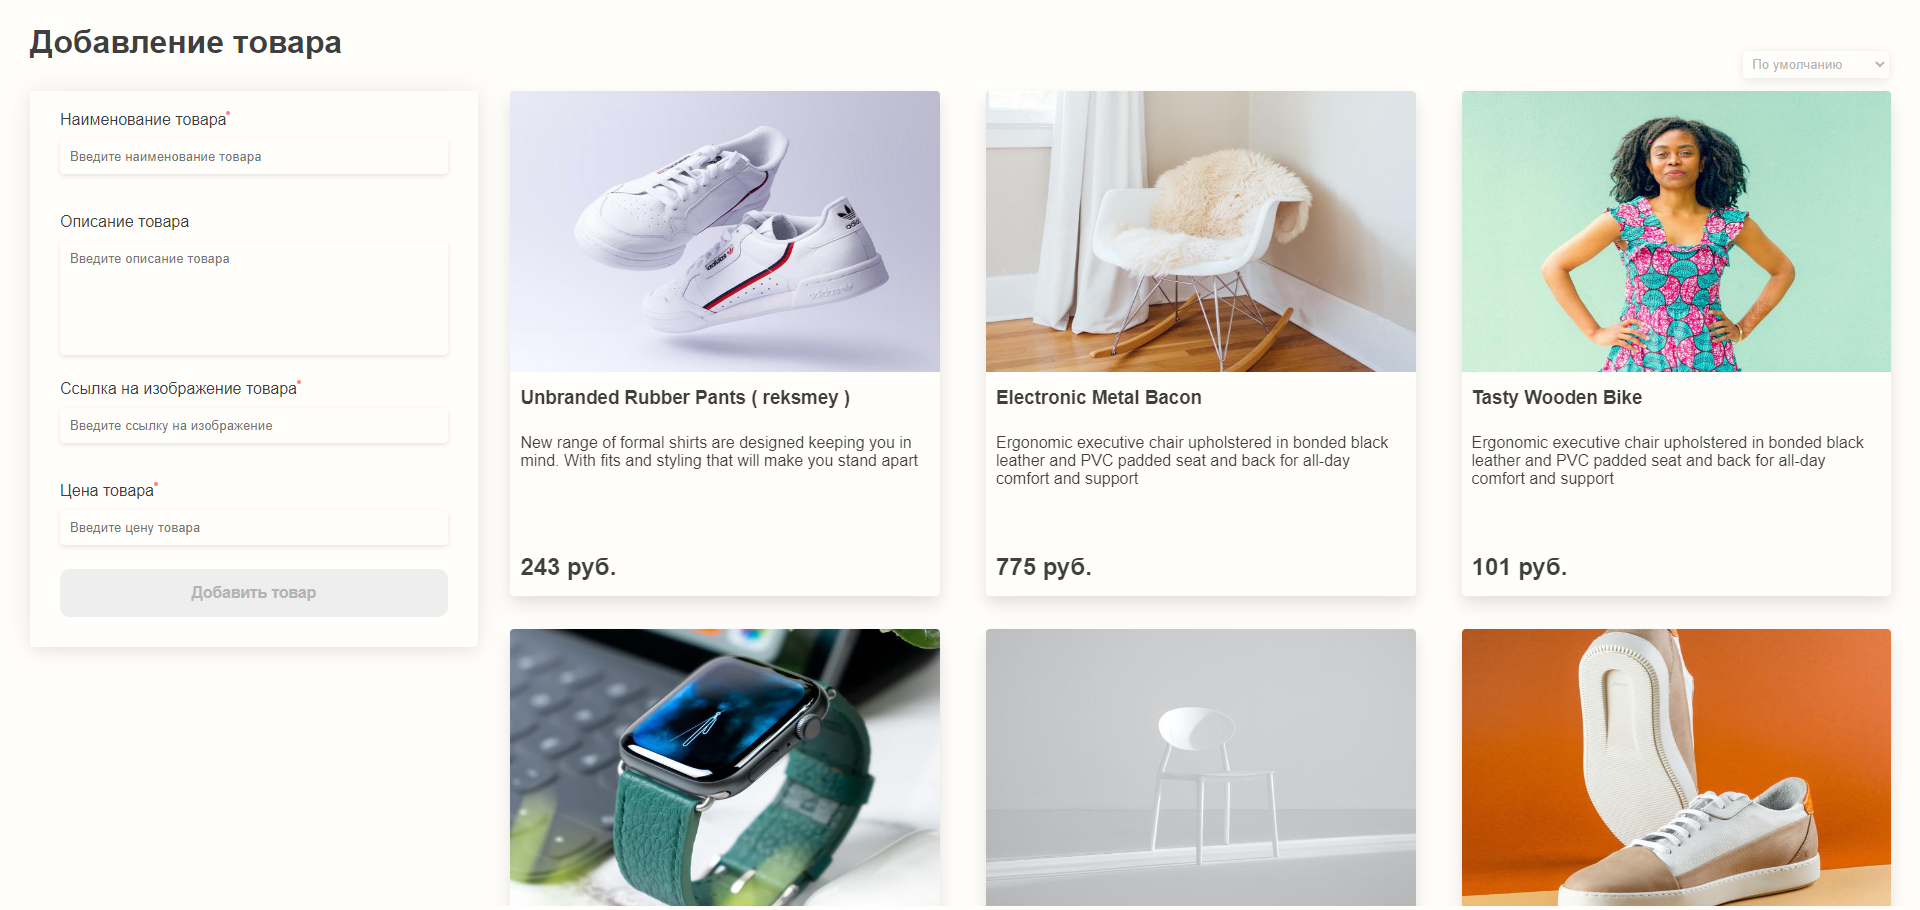 Добавление товара
По умолчанию
Наименование товара*
Введите наименование товара
Описание товара
Введите описание товара
Ссылка на изображение товара*
Введите ссылку на изображение
Цена товара*
Введите цену товара
Добавить товар
adidas
adidas
Unbranded Rubber Pants ( reksmey )
New range of formal shirts are designed keeping you in
mind. With fits and styling that will make you stand apart
243 руб.
Electronic Metal Bacon
Ergonomic executive chair upholstered in bonded black
leather and PVC padded seat and back for all-day
comfort and support
775 руб.
Tasty Wooden Bike
Ergonomic executive chair upholstered in bonded black
leather and PVC padded seat and back for all-day
comfort and support
101 руб.